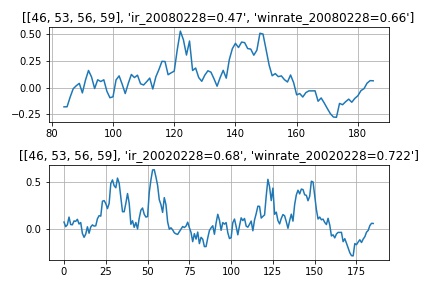 [[46, 53, 56, 59], 'ir_20080228=0.47', 'winrate_20080228=0.66']
0.50
0.25
0.00
−0.25
80 100 120 140 160 180
[[46, 53, 56, 59], 'ir_20020228=0.68', 'winrate_20020228=0.722']
0.5
0.0
0 25 50 75 100 125 150 175